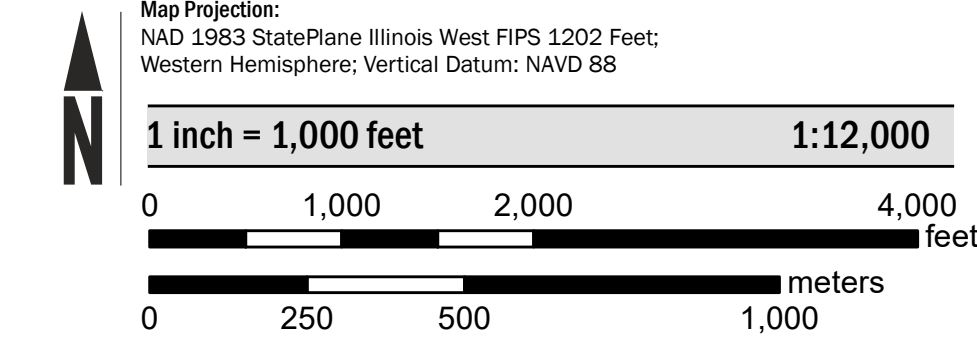 Map Projection:
NAD 1983 StatePlane Illinois West FIPS 1202 Feet;
Western Hemisphere; Vertical Datum: NAVD 88
N
1 inch = 1,000 feet 1:12,000
0 1,000 2,000 4,000
feet
meters
0 250 500 1,000